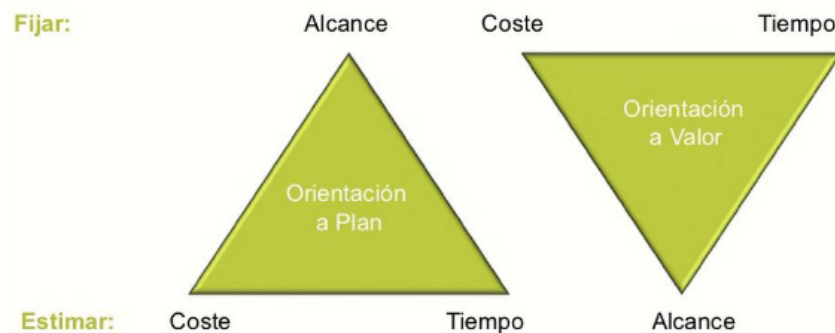 Fijar:
Alcance
Coste
Tiempo
Orientación
a Valor
Orientación
a Plan
Estimar:
Coste
Tiempo
Alcance